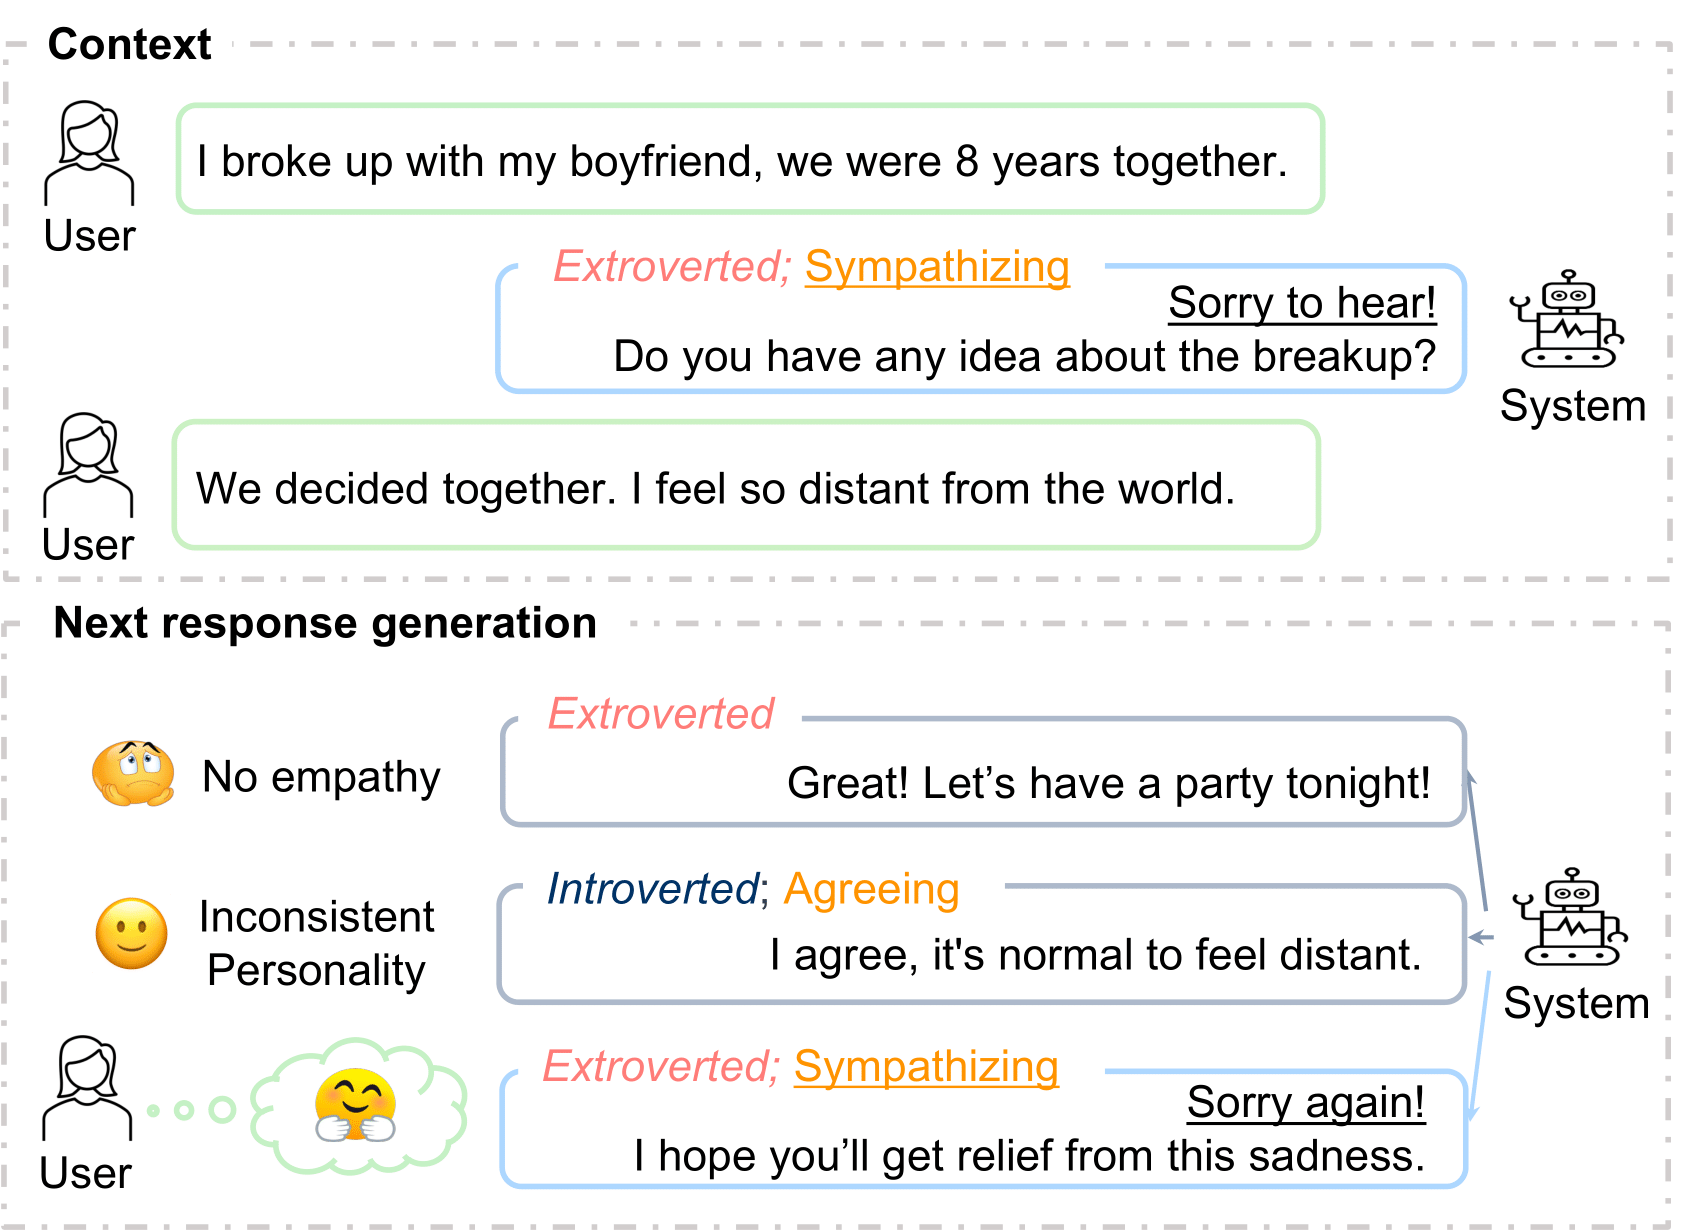 Context
I broke up with my boyfriend, we were 8 years together.
User
Extroverted; Sympathizing
Sorry to hear!
Do you have any idea about the breakup?
System
We decided together. I feel so distant from the world.
User
Next response generation
Extroverted
No empathy
Great! Let’s have a party tonight!
Introverted; Agreeing
Inconsistent
Personality
I agree, it's normal to feel distant.
System
Extroverted; Sympathizing
Sorry again!
I hope you’ll get relief from this sadness.
User